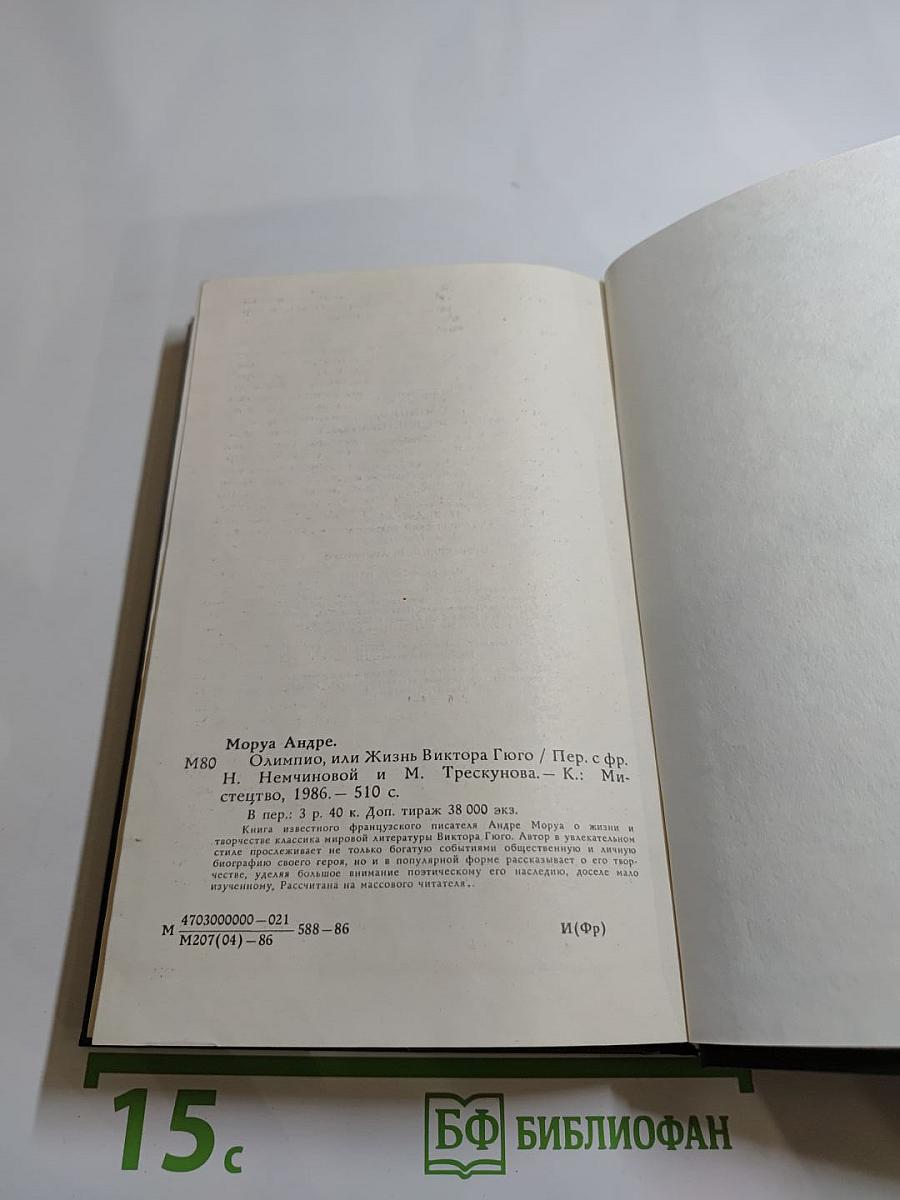 Моруа Андре.
М80 Олимпио, или Жизнь Виктора Гюго / Пер. с фр.
Н. Немчиновой и М. Трескунова.— К.: Ми-
стецтво, 1986.— 510 с.
В пер.: 3 р. 40 к. Доп. тираж 38 000 экз.
Книга известного французского писателя Андре Моруа о жизни и
творчестве классика мировой литературы Виктора Гюго. Автор в увлекательном
стиле прослеживает не только богатую событиями общественную и личную
биографию своего героя, но и в популярной форме рассказывает о его твор-
честве, уделяя большое внимание поэтическому его наследию, доселе мало
изученному. Рассчитана на массового читателя.
М 4703000000—021 588—86 И(Фр)
М207(04)—86
15 с
БФ БИБЛИОФАН